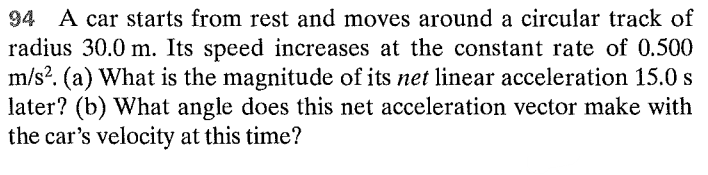 94 A car starts from rest and moves around a circular track of
radius 30.0 m. Its speed increases at the constant rate of 0.500
m/s². (a) What is the magnitude of its net linear acceleration 15.0 s
later? (b) What angle does this net acceleration vector make with
the car's velocity at this time?